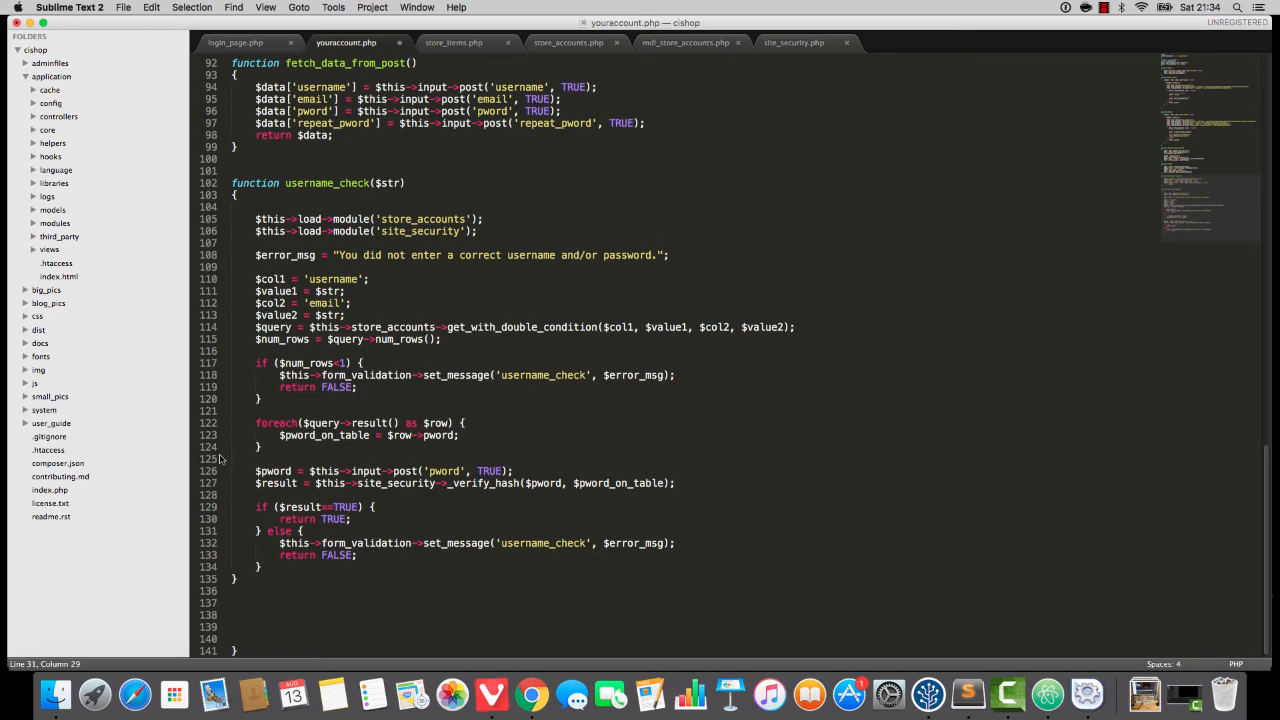 Sublime Text 2 File Edit Selection Find View Goto Tools Project Window Help Sat 21:34
youraccount.php — cishop UNREGISTERED
FOLDERS
cishop
adminfiles
application
cache
config
controllers
core
helpers
hooks
language
libraries
logs
models
modules
third_party
views
.htaccess
index.html
big_pics
blog_pics
css
dist
docs
fonts
img
js
small_pics
system
user_guide
.gitignore
.htaccess
composer.json
contributing.md
index.php
license.txt
readme.rst
login_page.php × youraccount.php store_items.php × store_accounts.php × mdl_store_accounts.php × site_security.php ×
92 function fetch_data_from_post()
93 {
94 $data['username'] = $this->input->post('username', TRUE);
95 $data['email'] = $this->input->post('email', TRUE);
96 $data['pword'] = $this->input->post('pword', TRUE);
97 $data['repeat_pword'] = $this->input->post('repeat_pword', TRUE);
98 return $data;
99 }
100
101
102 function username_check($str)
103 {
104
105 $this->load->module('store_accounts');
106 $this->load->module('site_security');
107
108 $error_msg = "You did not enter a correct username and/or password.";
109
110 $col1 = 'username';
111 $value1 = $str;
112 $col2 = 'email';
113 $value2 = $str;
114 $query = $this->store_accounts->get_with_double_condition($col1, $value1, $col2, $value2);
115 $num_rows = $query->num_rows();
116
117 if ($num_rows<1) {
118 $this->form_validation->set_message('username_check', $error_msg);
119 return FALSE;
120 }
121
122 foreach($query->result() as $row) {
123 $pword_on_table = $row->pword;
124 }
125
126 $pword = $this->input->post('pword', TRUE);
127 $result = $this->site_security->_verify_hash($pword, $pword_on_table);
128
129 if ($result==TRUE) {
130 return TRUE;
131 } else {
132 $this->form_validation->set_message('username_check', $error_msg);
133 return FALSE;
134 }
135 }
136
137
138
139
140
141 }
Line 31, Column 29 Spaces: 4 PHP
AUG
13
1